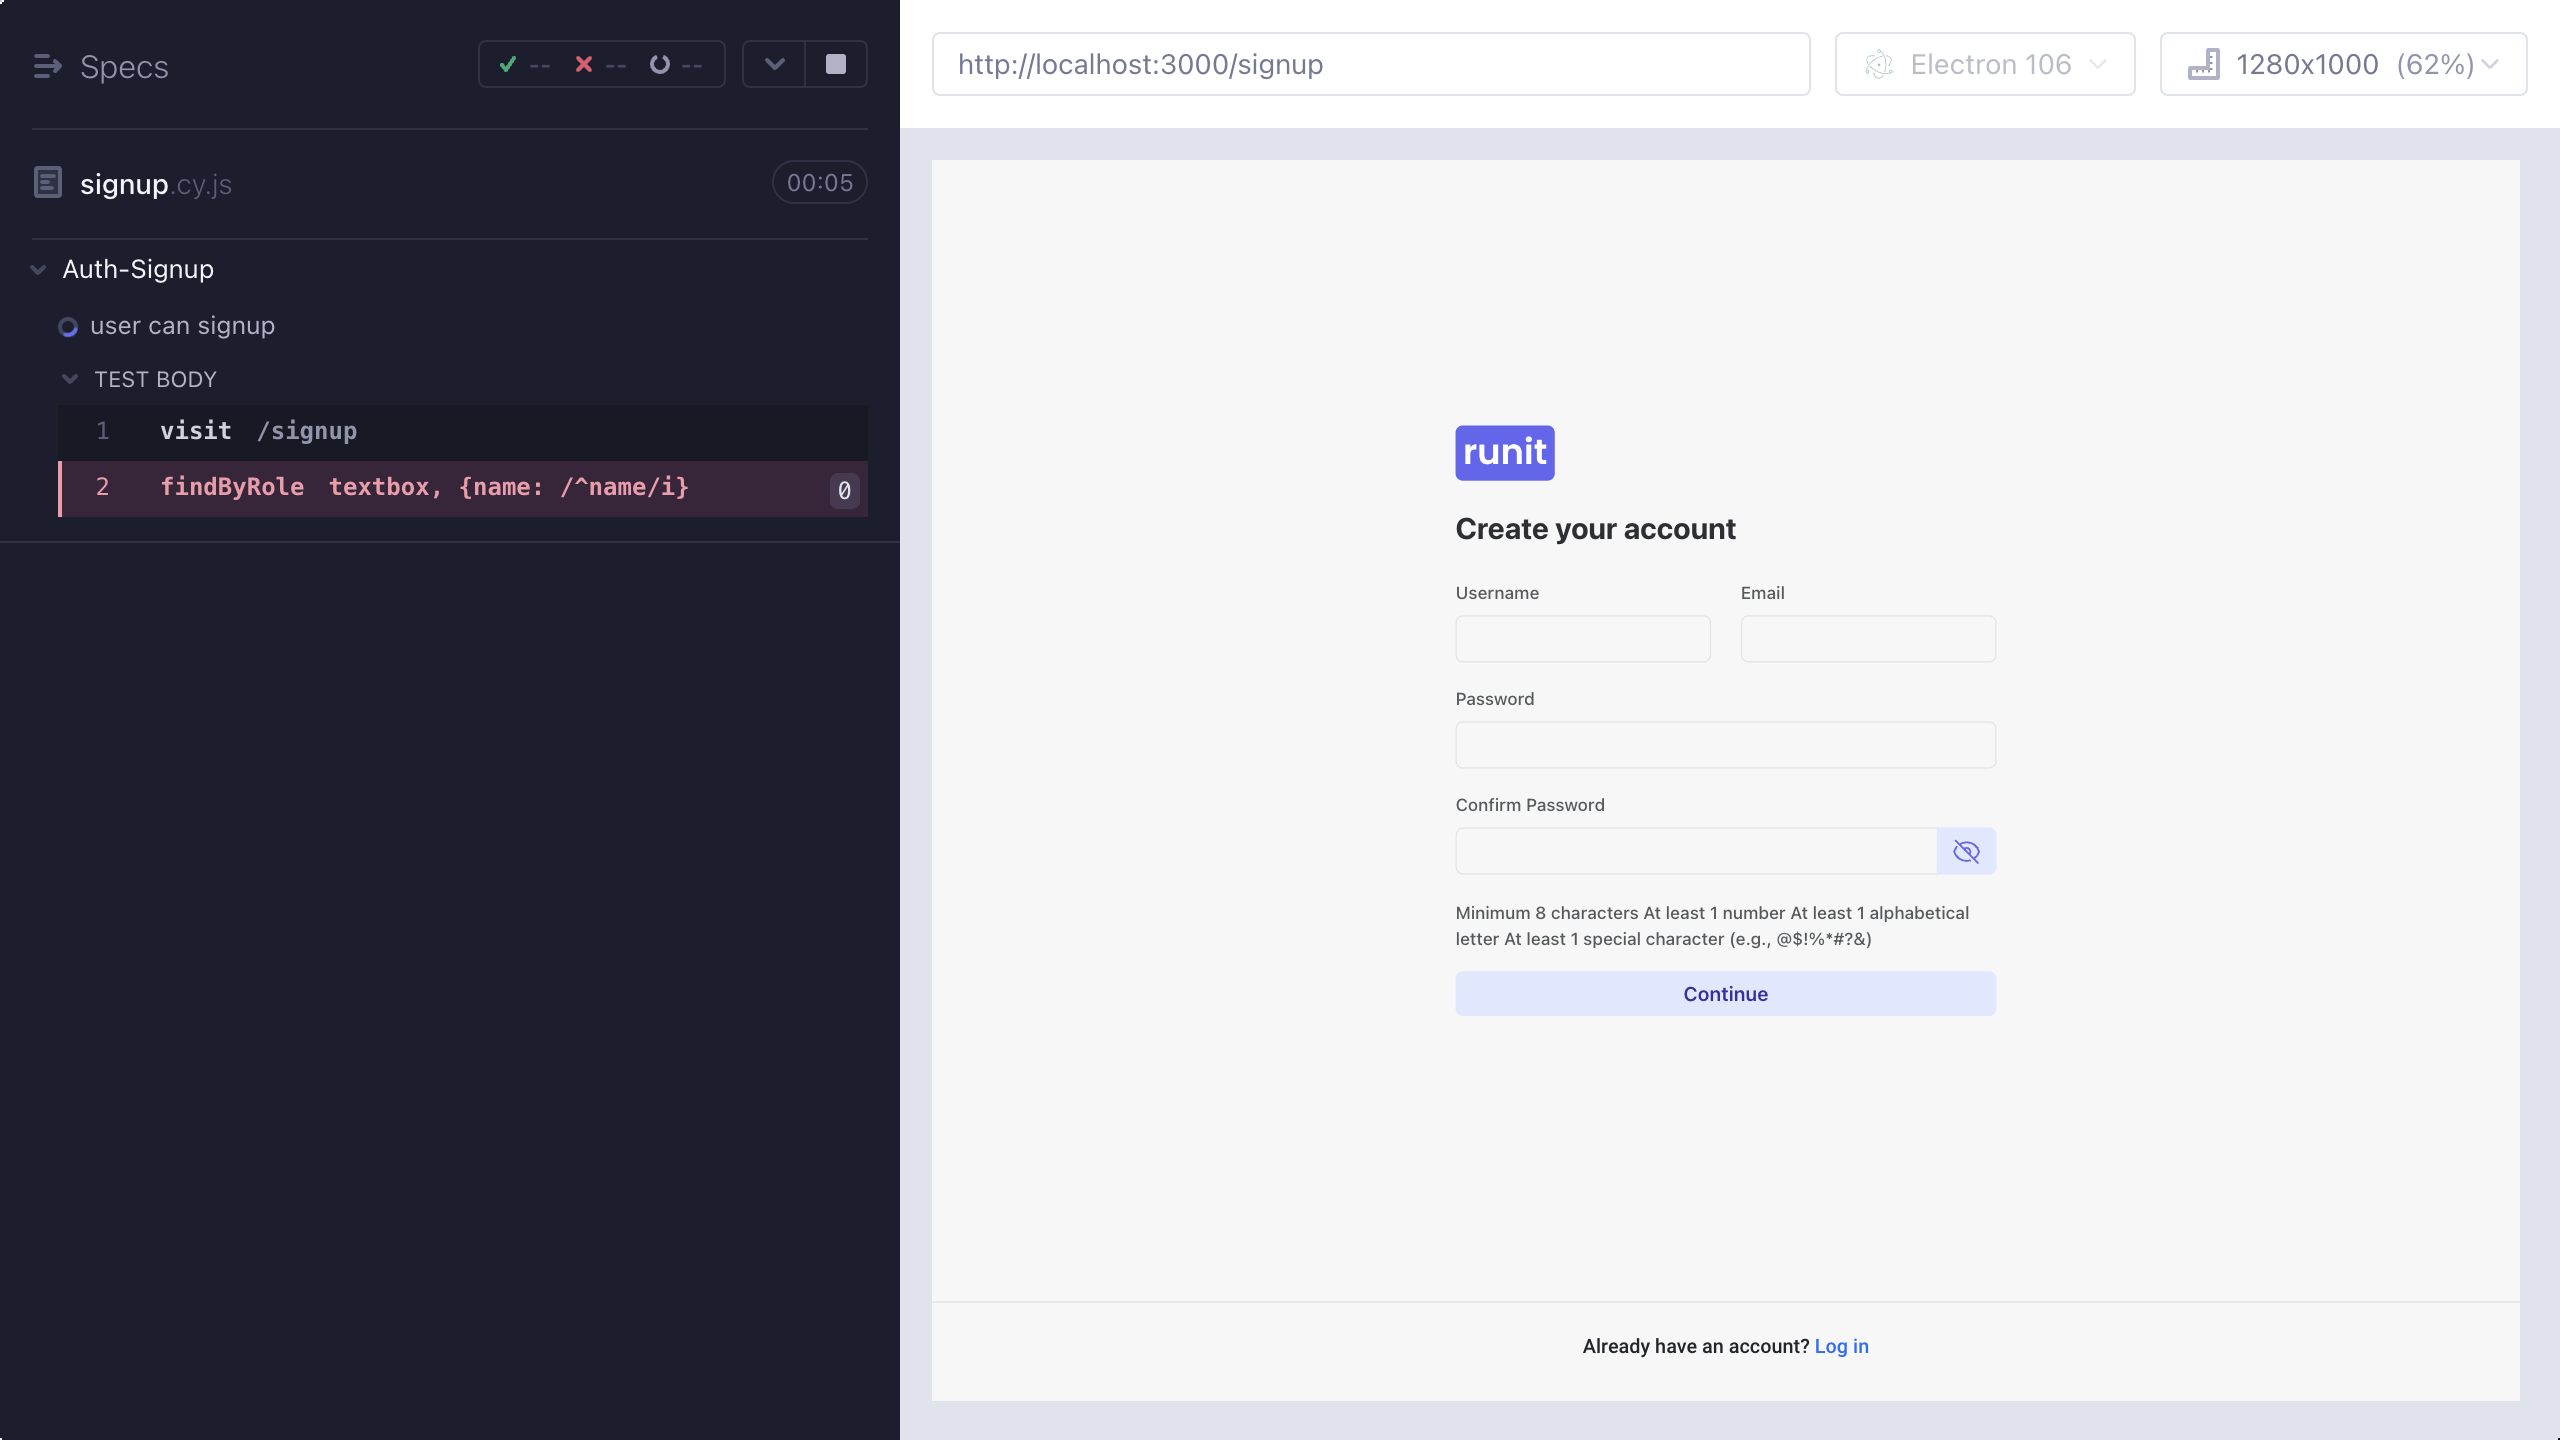 Specs
-- -- --
signup.cy.js
00:05
Auth-Signup
user can signup
TEST BODY
1 visit /signup
2 findByRole textbox, {name: /^name/i} 0
http://localhost:3000/signup
Electron 106
1280x1000 (62%)
runit
Create your account
Username Email
Password
Confirm Password
Minimum 8 characters At least 1 number At least 1 alphabetical
letter At least 1 special character (e.g., @$!%*#?&)
Continue
Already have an account? Log in